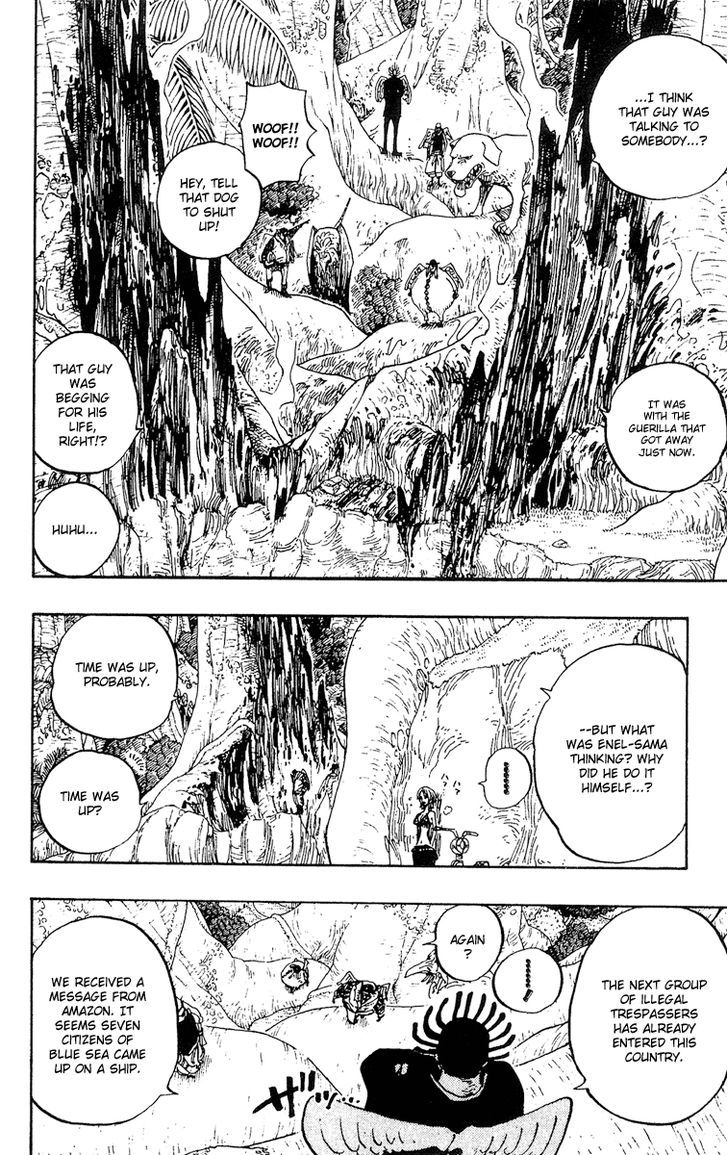 ...I THINK
THAT GUY
WAS
TALKING TO
SOMEBODY...?
WOOF!!
WOOF!!
HEY, TELL
THAT DOG
TO SHUT
UP!
IT WAS
WITH THE
GUERILLA THAT
GOT AWAY
JUST NOW.
THAT GUY
WAS
BEGGING
FOR HIS
LIFE,
RIGHT!?
HUHU...
--BUT WHAT
WAS ENEL-SAMA
THINKING? WHY
DID HE DO IT
HIMSELF...?
TIME WAS UP,
PROBABLY.
TIME WAS
UP?
THE NEXT GROUP
OF ILLEGAL
TRESPASSERS
HAS ALREADY
ENTERED THIS
COUNTRY.
AGAIN
?
WE RECEIVED A
MESSAGE FROM
AMAZON. IT
SEEMS SEVEN
CITIZENS OF
BLUE SEA CAME
UP ON A SHIP.
ザッ